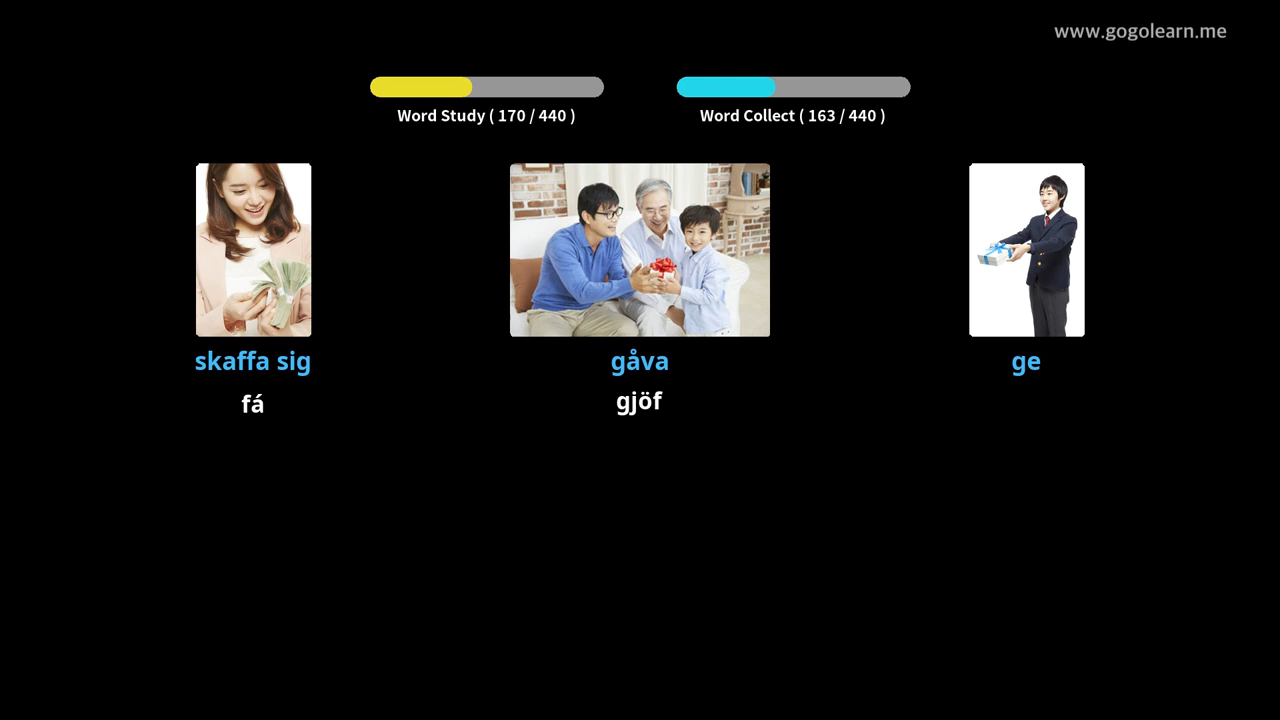 www.gogolearn.me
Word Study ( 170 / 440 )
Word Collect ( 163 / 440 )
skaffa sig
fá
gåva
gjöf
ge